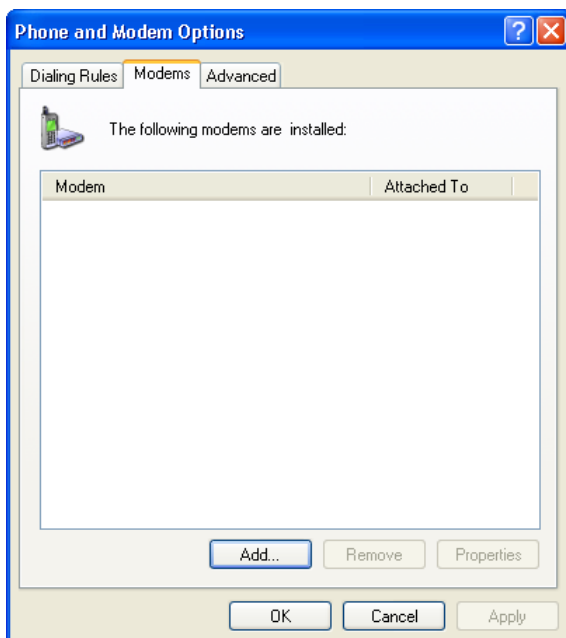 Phone and Modem Options
Dialing Rules Modems Advanced
The following modems are installed:
Modem Attached To
Add... Remove Properties
OK Cancel Apply